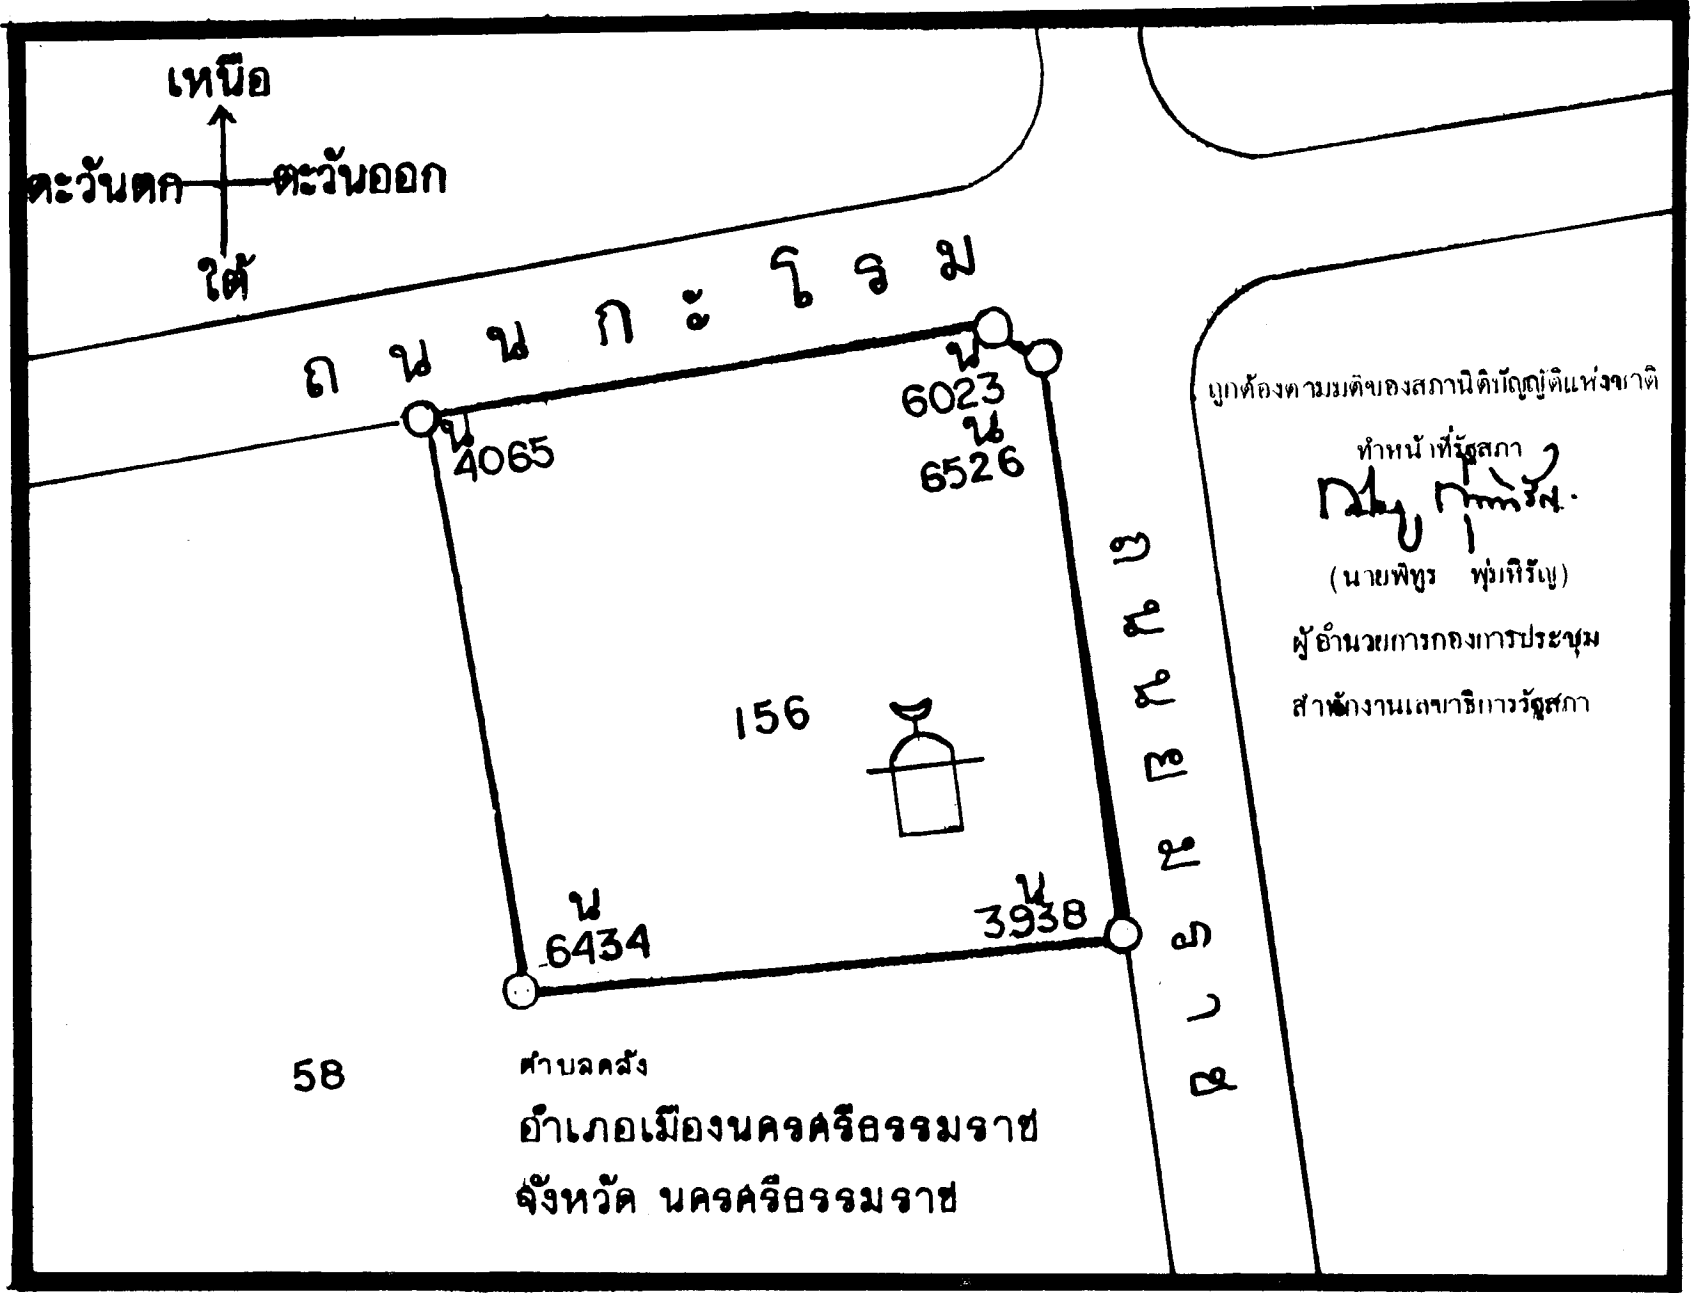 เหนือ
ตะวันตก ตะวันออก
ใต้
ถนนกะโรม
น
4065
น
6023
น
6526
ถูกต้องตามมติของสภานิติบัญญัติแห่งชาติ
ทำหน้าที่รัฐสภา
(นายพิทูร พุ่มหิรัญ)
ผู้อำนวยการกองการประชุม
สำนักงานเลขาธิการรัฐสภา
156
น
6434
น
3938
58
ตำบลคลัง
อำเภอเมืองนครศรีธรรมราช
จังหวัด นครศรีธรรมราช